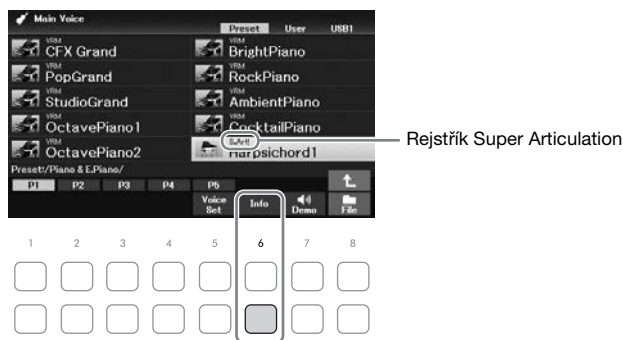 Main Voice
Preset User USB1
VRM CFX Grand VRM BrightPiano
VRM PopGrand VRM RockPiano
VRM StudioGrand VRM AmbientPiano
VRM OctavePiano1 VRM CocktailPiano
VRM OctavePiano2 S.Art! Harpsichord1
Rejstřík Super Articulation
Preset/Piano & E.Piano/
P1 P2 P3 P4 P5
Voice Set Info Demo File
1 2 3 4 5 6 7 8